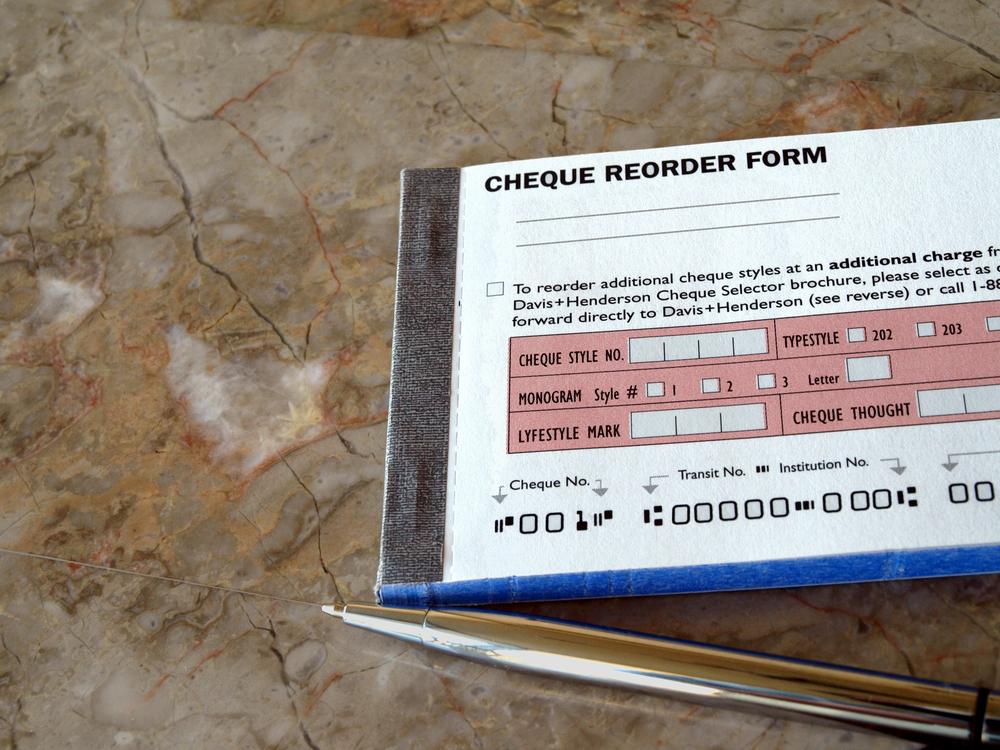 CHEQUE REORDER FORM
To reorder additional cheque styles at an additional charge
Davis+Henderson Cheque Selector brochure, please select as
forward directly to Davis+Henderson (see reverse) or call 1-88
CHEQUE STYLE NO. TYPESTYLE 202 203
MONOGRAM Style # 1 2 3 Letter
LYFESTYLE MARK CHEQUE THOUGHT
Cheque No. Transit No. ⑉ Institution No.
⑈001⑈ ⑆00000⑉000⑆ 00